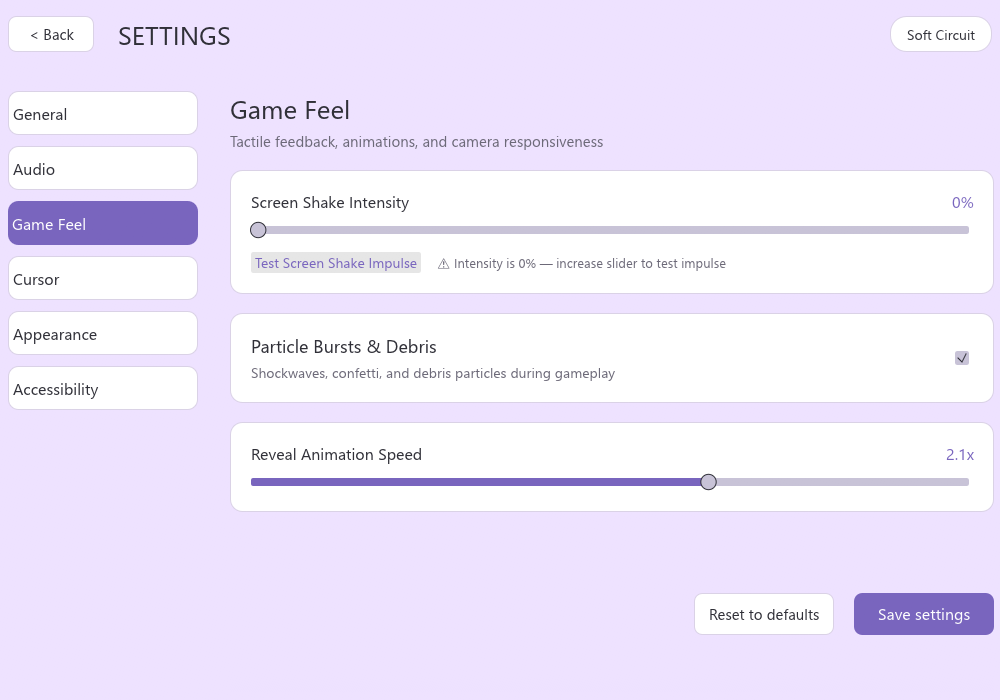 < Back
SETTINGS
Soft Circuit
General
Audio
Game Feel
Cursor
Appearance
Accessibility
Game Feel
Tactile feedback, animations, and camera responsiveness
Screen Shake Intensity
0%
Test Screen Shake Impulse
⚠ Intensity is 0% — increase slider to test impulse
Particle Bursts & Debris
Shockwaves, confetti, and debris particles during gameplay
Reveal Animation Speed
2.1x
Reset to defaults
Save settings